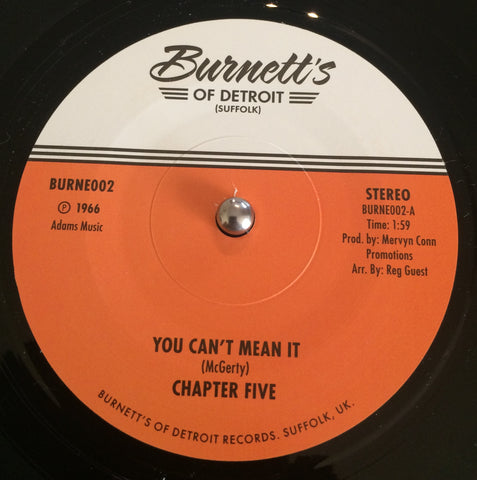 Burnett's
OF DETROIT
(SUFFOLK)
BURNE002
℗ 1966
Adams Music
STEREO
BURNE002-A
Time: 1:59
Prod. by: Mervyn Conn
Promotions
Arr. By: Reg Guest
YOU CAN'T MEAN IT
(McGerty)
CHAPTER FIVE
BURNETT'S OF DETROIT RECORDS. SUFFOLK, UK.